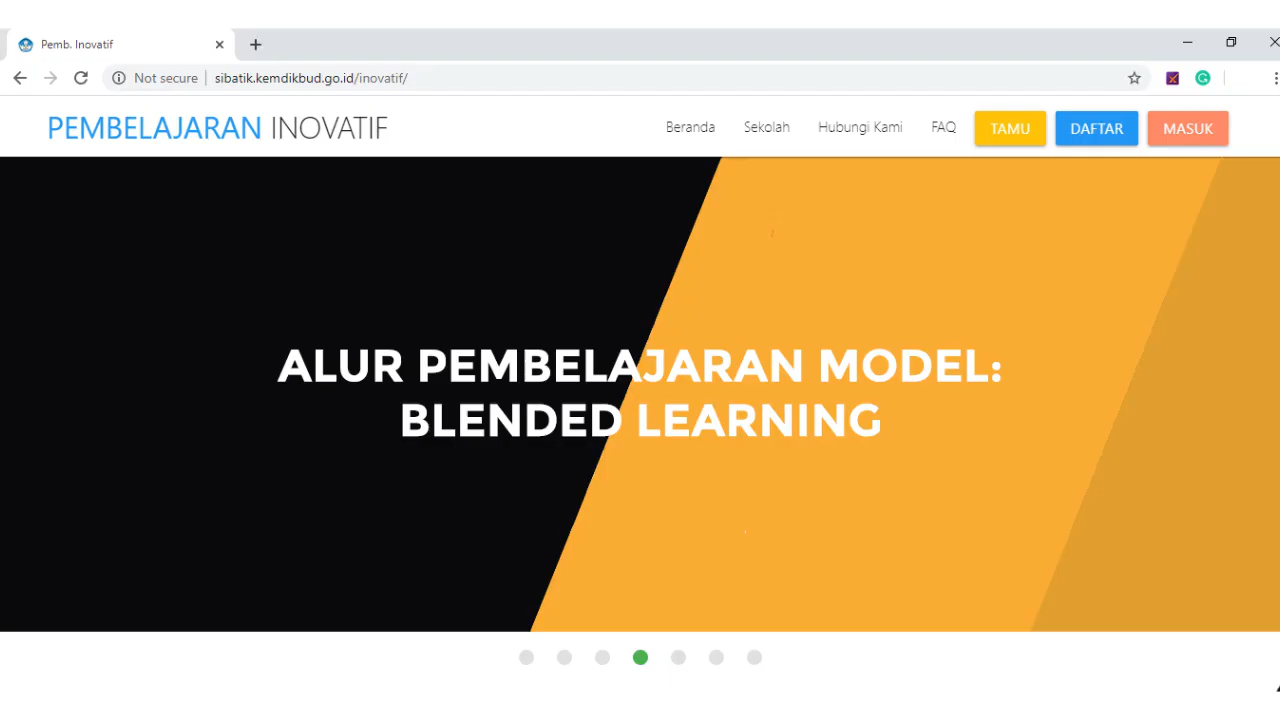 Pemb. Inovatif
Not secure
sibatik.kemdikbud.go.id/inovatif/
PEMBELAJARAN INOVATIF
Beranda
Sekolah
Hubungi Kami
FAQ
TAMU
DAFTAR
MASUK
ALUR PEMBELAJARAN MODEL:
BLENDED LEARNING